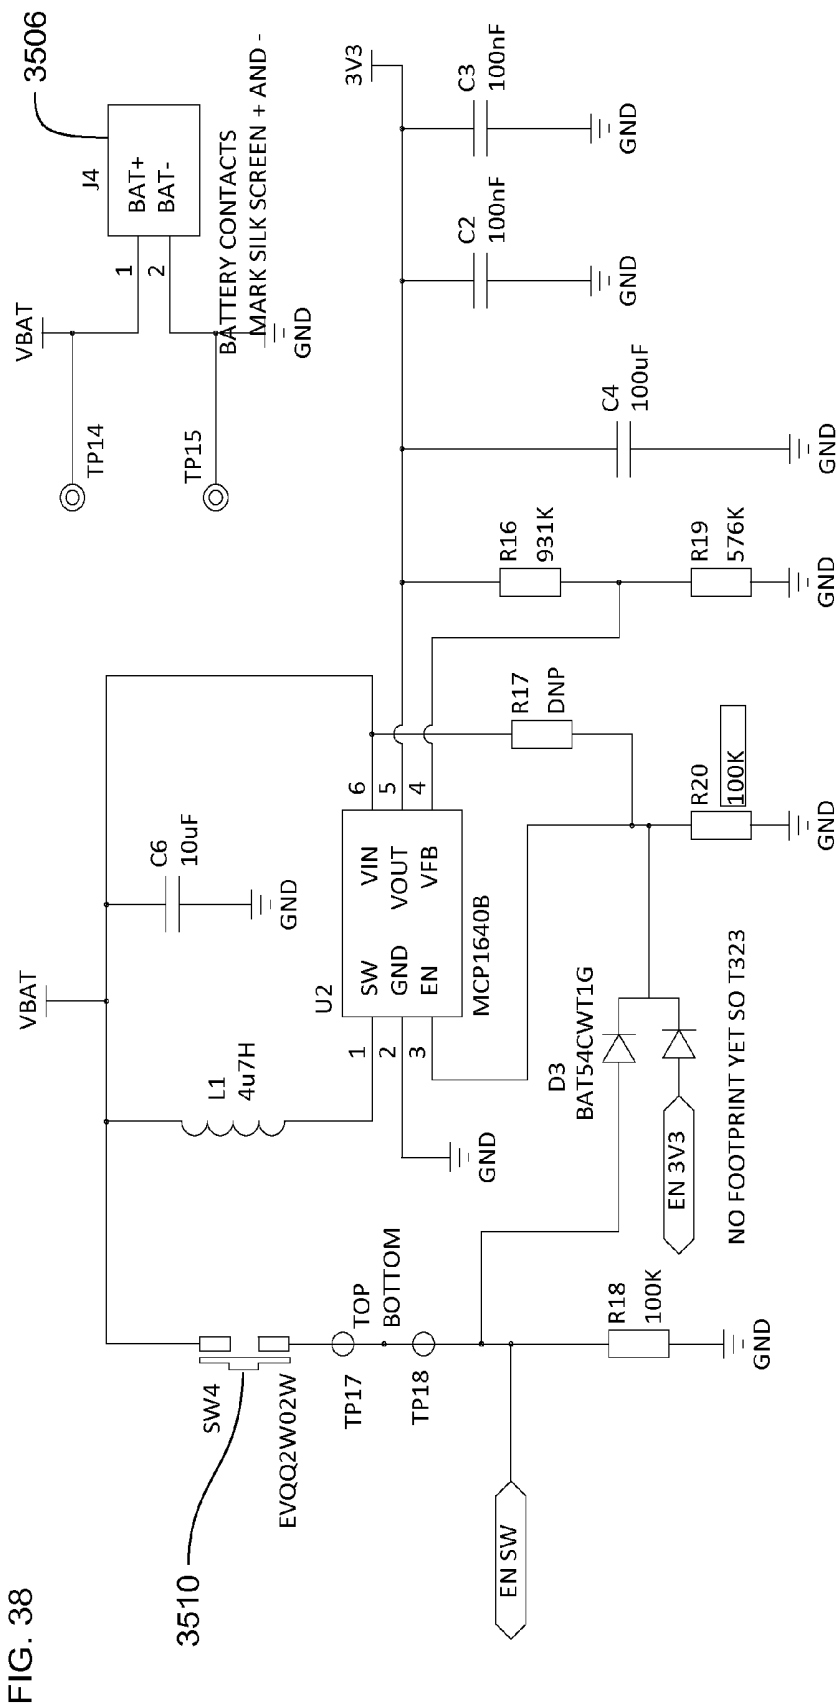 FIG. 38
3510
3506
SW4
EVQQ2W02W
TP17
TOP
BOTTOM
TP18
EN SW
R18
100K
GND
VBAT
L1
4u7H
C6
10uF
GND
U2
SW
GND
EN
VIN
VOUT
VFB
1
2
3
6
5
4
MCP1640B
GND
D3
BAT54CWT1G
EN 3V3
NO FOOTPRINT YET SO T323
R17
DNP
R20
100K
GND
R16
931K
R19
576K
GND
C4
100uF
GND
C2
100nF
GND
C3
100nF
GND
3V3
VBAT
TP14
TP15
1
2
J4
BAT+
BAT-
BATTERY CONTACTS
MARK SILK SCREEN + AND -
GND